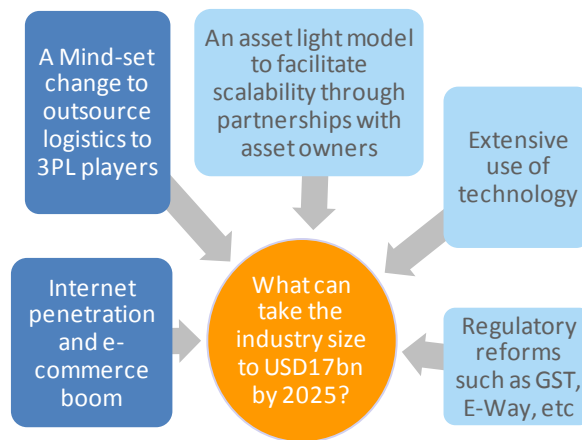 A Mind-set
change to
outsource
logistics to
3PL players
An asset light model
to facilitate
scalability through
partnerships with
asset owners
Extensive
use of
technology
Internet
penetration
and e-
commerce
boom
What can
take the
industry size
to USD17bn
by 2025?
Regulatory
reforms
such as GST,
E-Way, etc